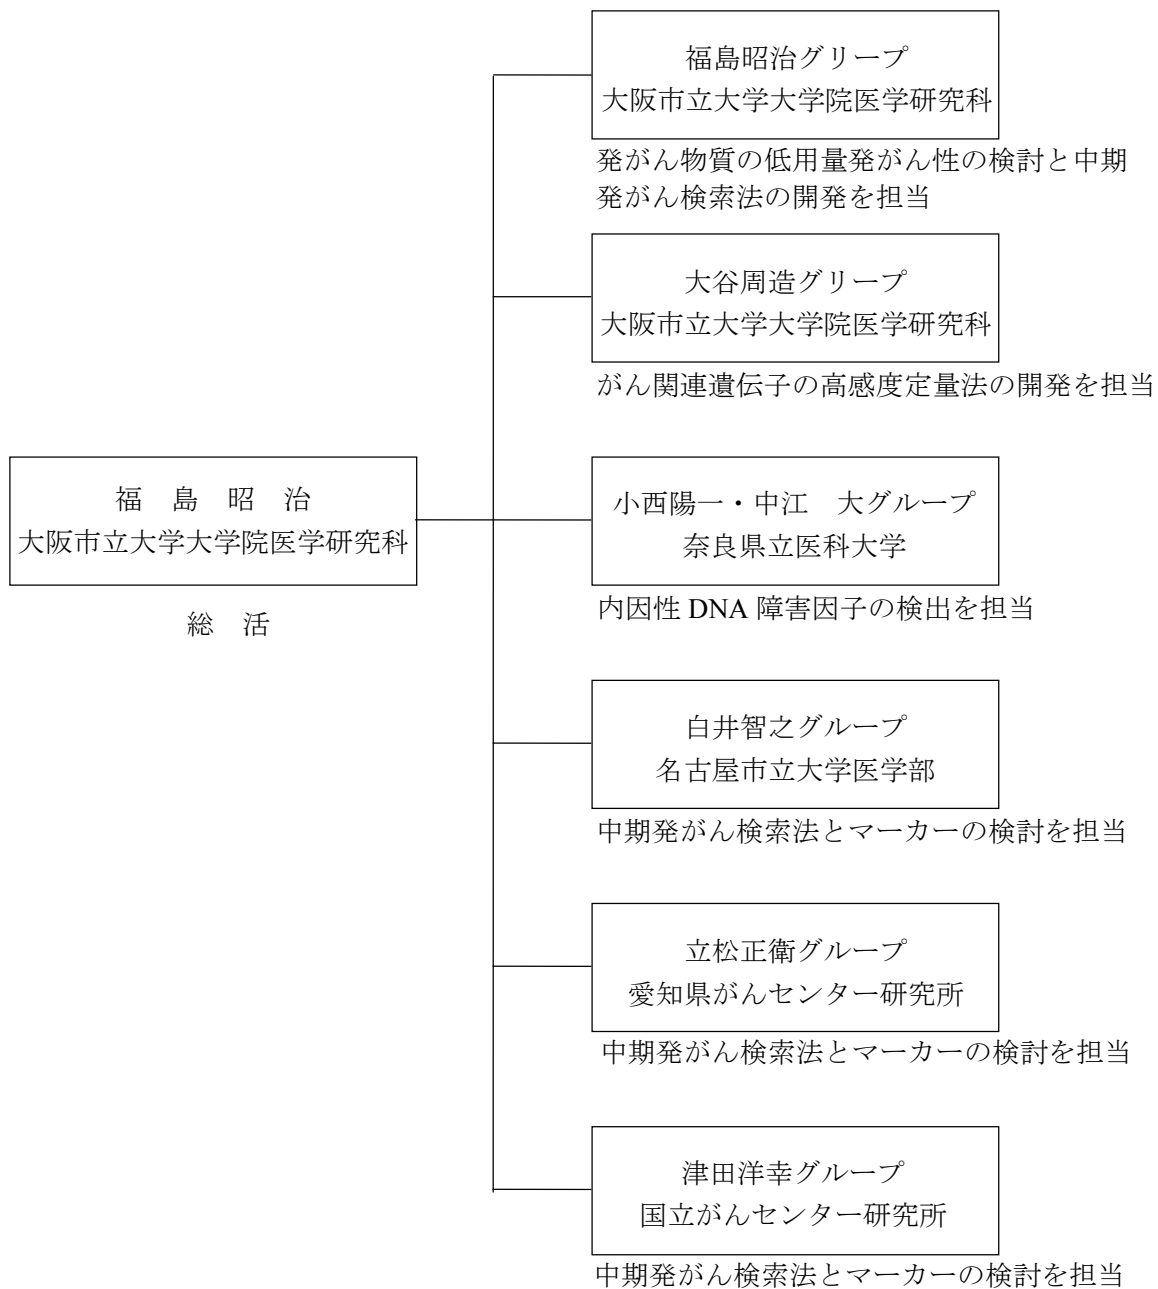 福島昭治グリープ
大阪市立大学大学院医学研究科
発がん物質の低用量発がん性の検討と中期
発がん検索法の開発を担当
大谷周造グリープ
大阪市立大学大学院医学研究科
がん関連遺伝子の高感度定量法の開発を担当
福　島　昭　治
大阪市立大学大学院医学研究科
総　活
小西陽一・中江　大グループ
奈良県立医科大学
内因性 DNA 障害因子の検出を担当
白井智之グループ
名古屋市立大学医学部
中期発がん検索法とマーカーの検討を担当
立松正衛グループ
愛知県がんセンター研究所
中期発がん検索法とマーカーの検討を担当
津田洋幸グループ
国立がんセンター研究所
中期発がん検索法とマーカーの検討を担当